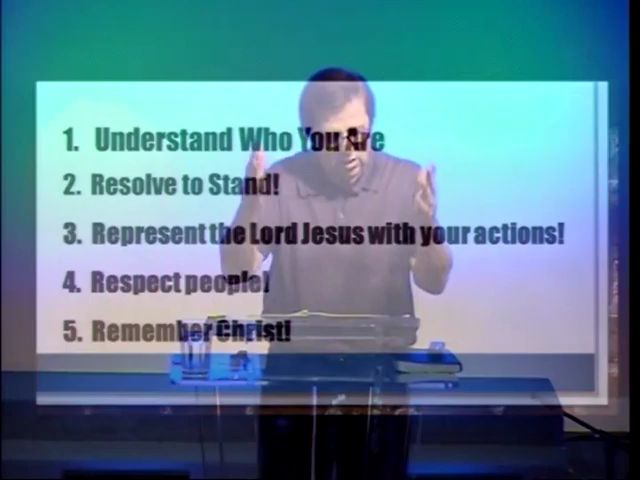 1. Understand Who You Are
2. Resolve to Stand!
3. Represent the Lord Jesus with your actions!
4. Respect people!
5. Remember Christ!